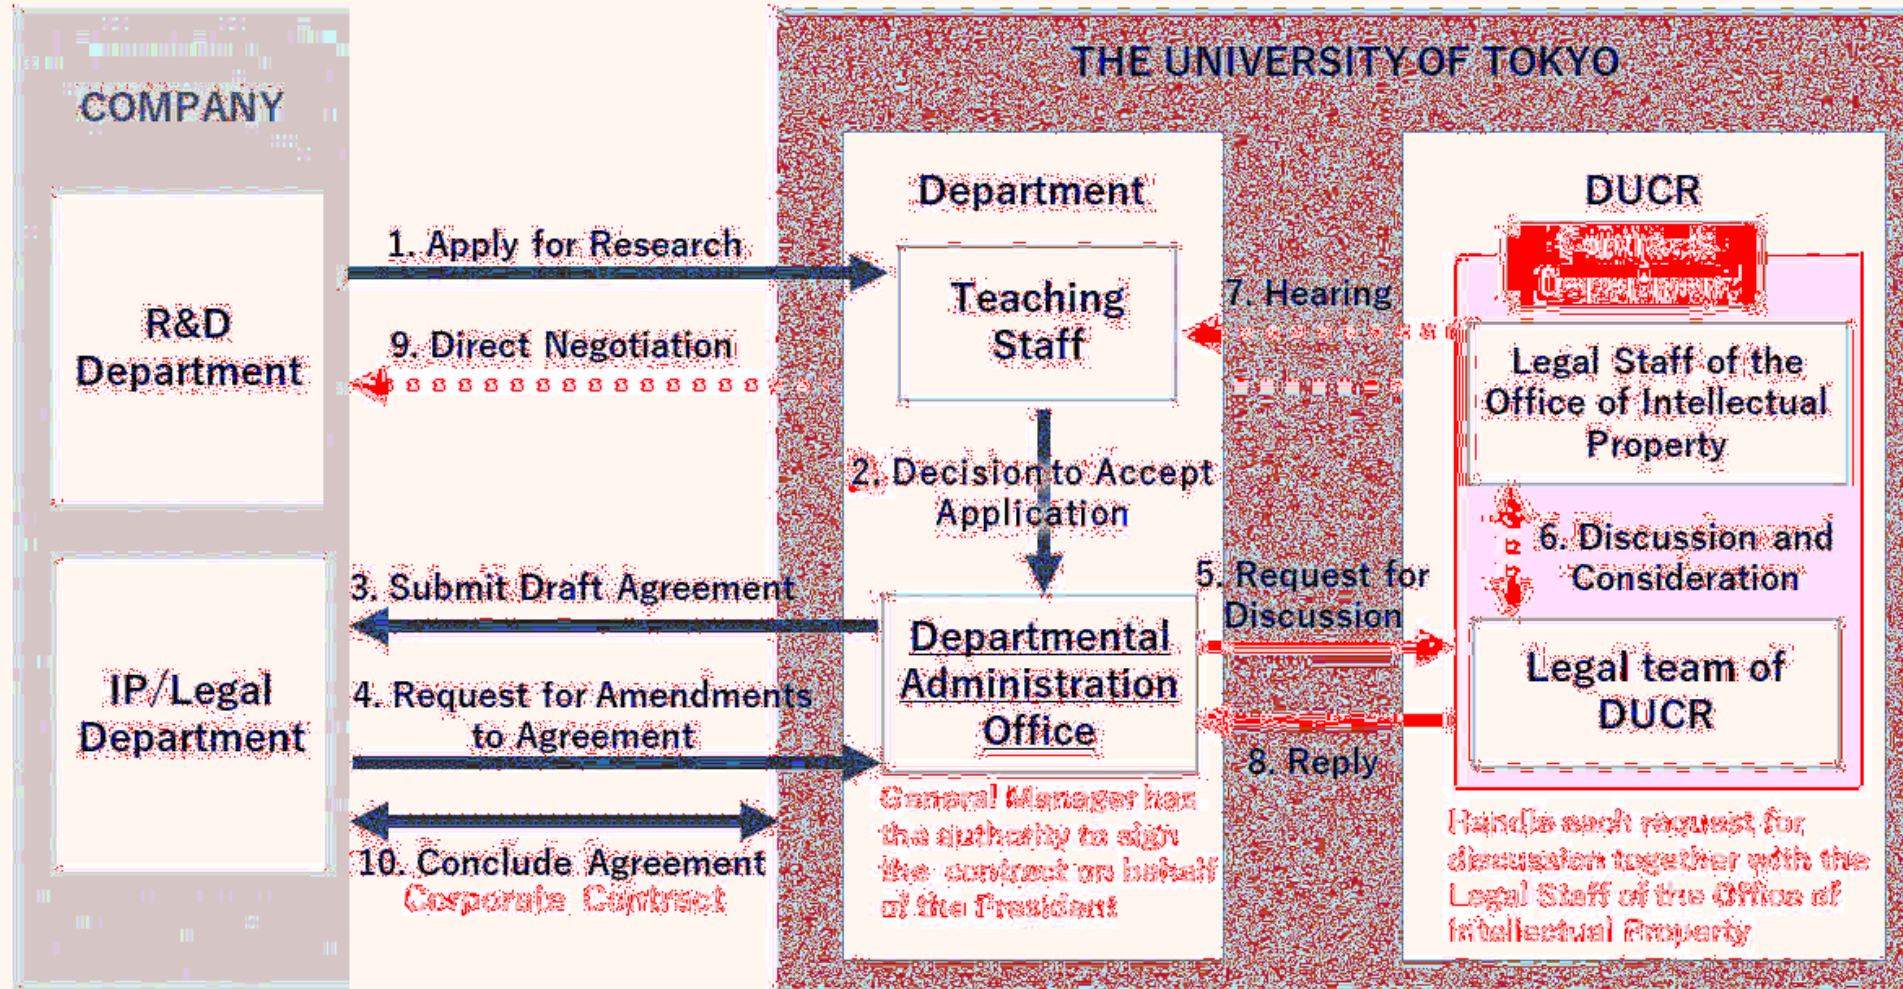 THE UNIVERSITY OF TOKYO
COMPANY
Department
DUCR
1. Apply for Research
Teaching
Staff
7. Hearing
R&D
Department
9. Direct Negotiation
Legal Staff of the
Office of Intellectual
Property
2. Decision to Accept
Application
6. Discussion and
Consideration
3. Submit Draft Agreement
5. Request for
Discussion
Departmental
Administration
Office
Legal team of
DUCR
IP/Legal
Department
4. Request for Amendments
to Agreement
8. Reply
General Manager has
the authority to sign
the contract on behalf
of the President
10. Conclude Agreement
Corporate Contract
Handle each request for
discussion together with the
Legal Staff of the Office of
Intellectual Property